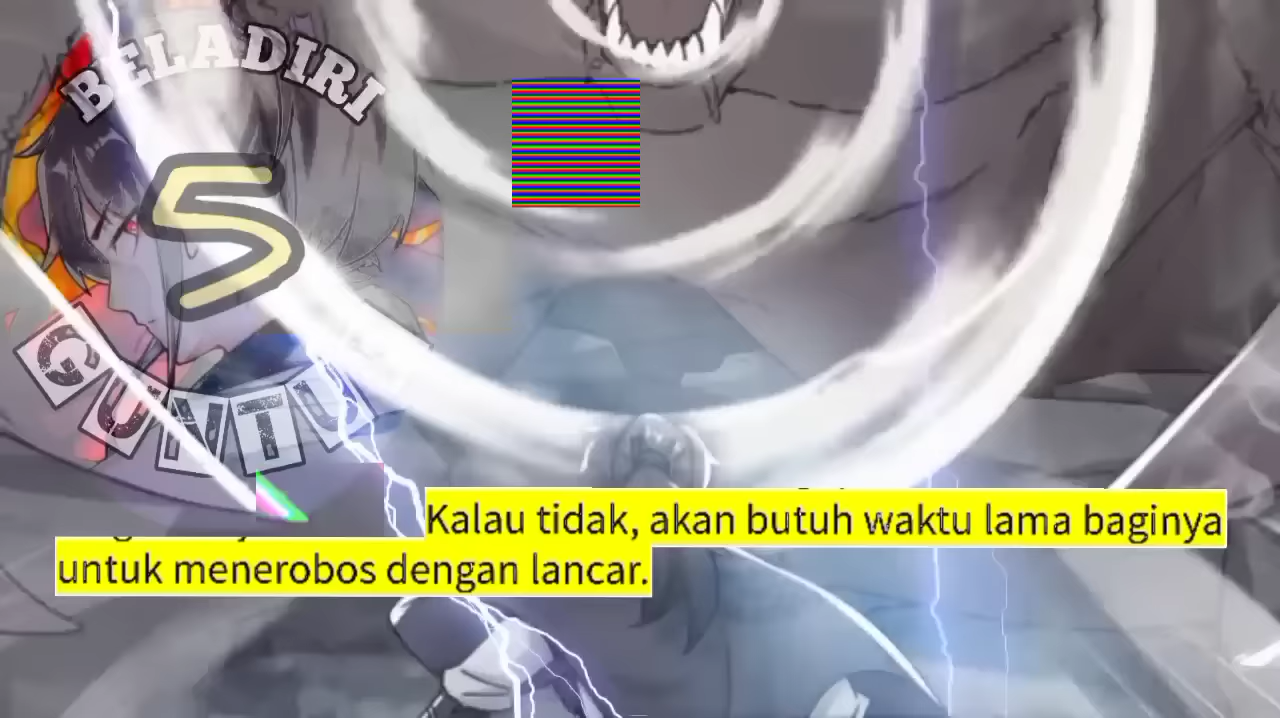 BELADIRI
5
GUNTU
Kalau tidak, akan butuh waktu lama baginya
untuk menerobos dengan lancar.